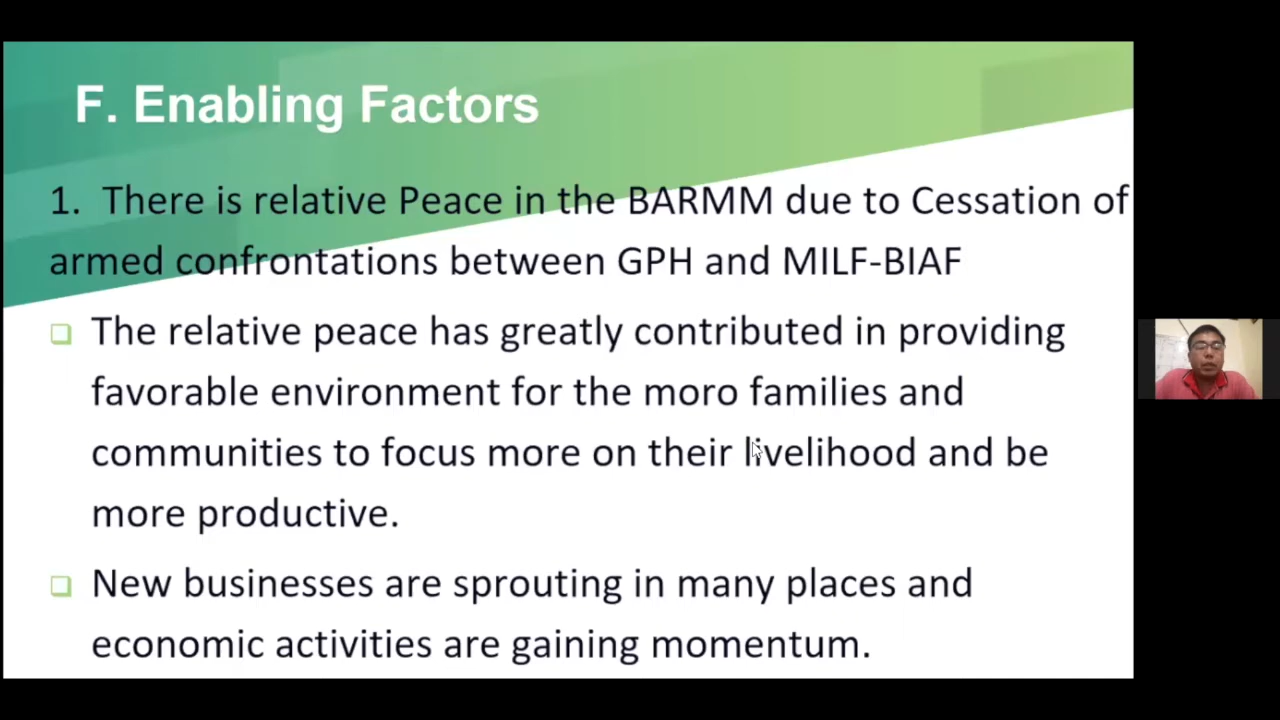 F. Enabling Factors
1. There is relative Peace in the BARMM due to Cessation of
armed confrontations between GPH and MILF-BIAF
The relative peace has greatly contributed in providing
favorable environment for the moro families and
communities to focus more on their livelihood and be
more productive.
New businesses are sprouting in many places and
economic activities are gaining momentum.